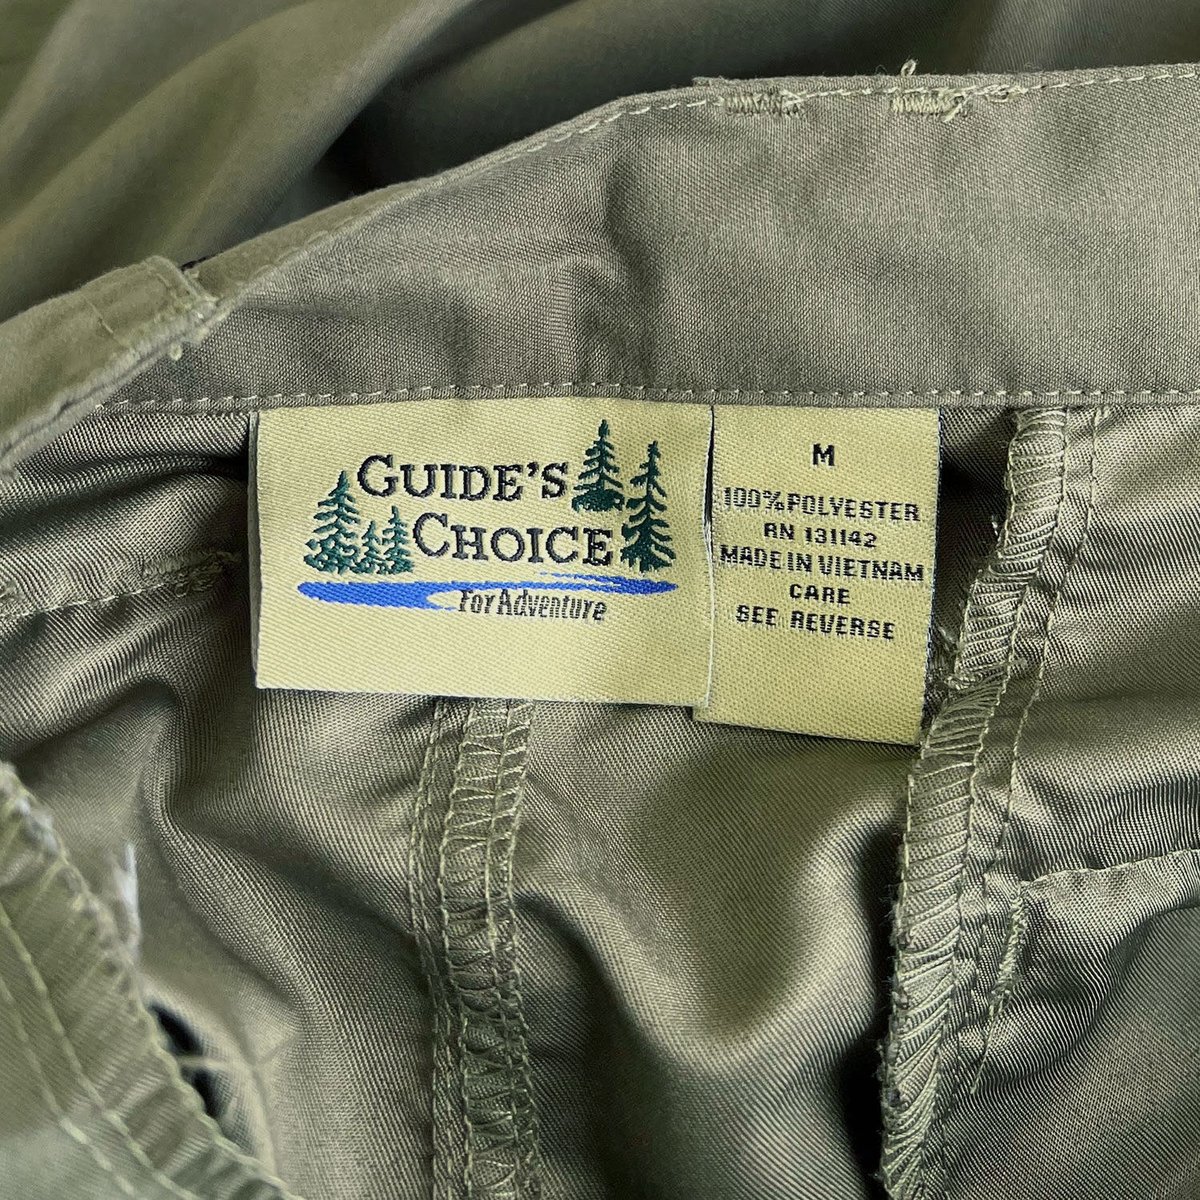 GUIDE'S
CHOICE
For Adventure
M
100% POLYESTER
RN 131142
MADE IN VIETNAM
CARE
SEE REVERSE